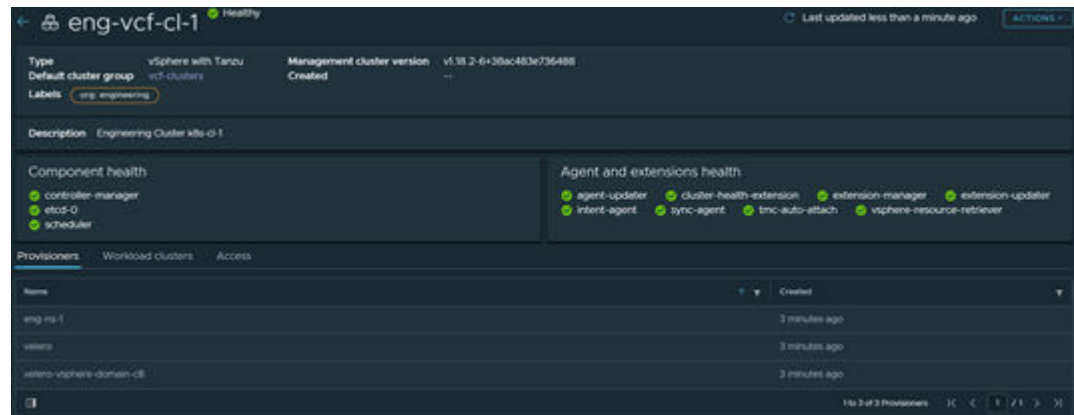 eng-vcf-cl-1 Healthy
Last updated less than a minute ago
ACTIONS
Type vSphere with Tanzu
Default cluster group vcf-clusters
Labels org: engineering
Management cluster version v1.18.2-6+38ac483e736488
Created --
Description Engineering Cluster k8s-cl-1
Component health
controller-manager
etcd-0
scheduler
Agent and extensions health
agent-updater cluster-health-extension extension-manager extension-updater
intent-agent sync-agent tmc-auto-attach vsphere-resource-retriever
Provisioners Workload clusters Access
Name Created
eng-ns-1 3 minutes ago
velero 3 minutes ago
velero-vsphere-domain-c8 3 minutes ago
1 to 3 of 3 Provisioners 1 / 1